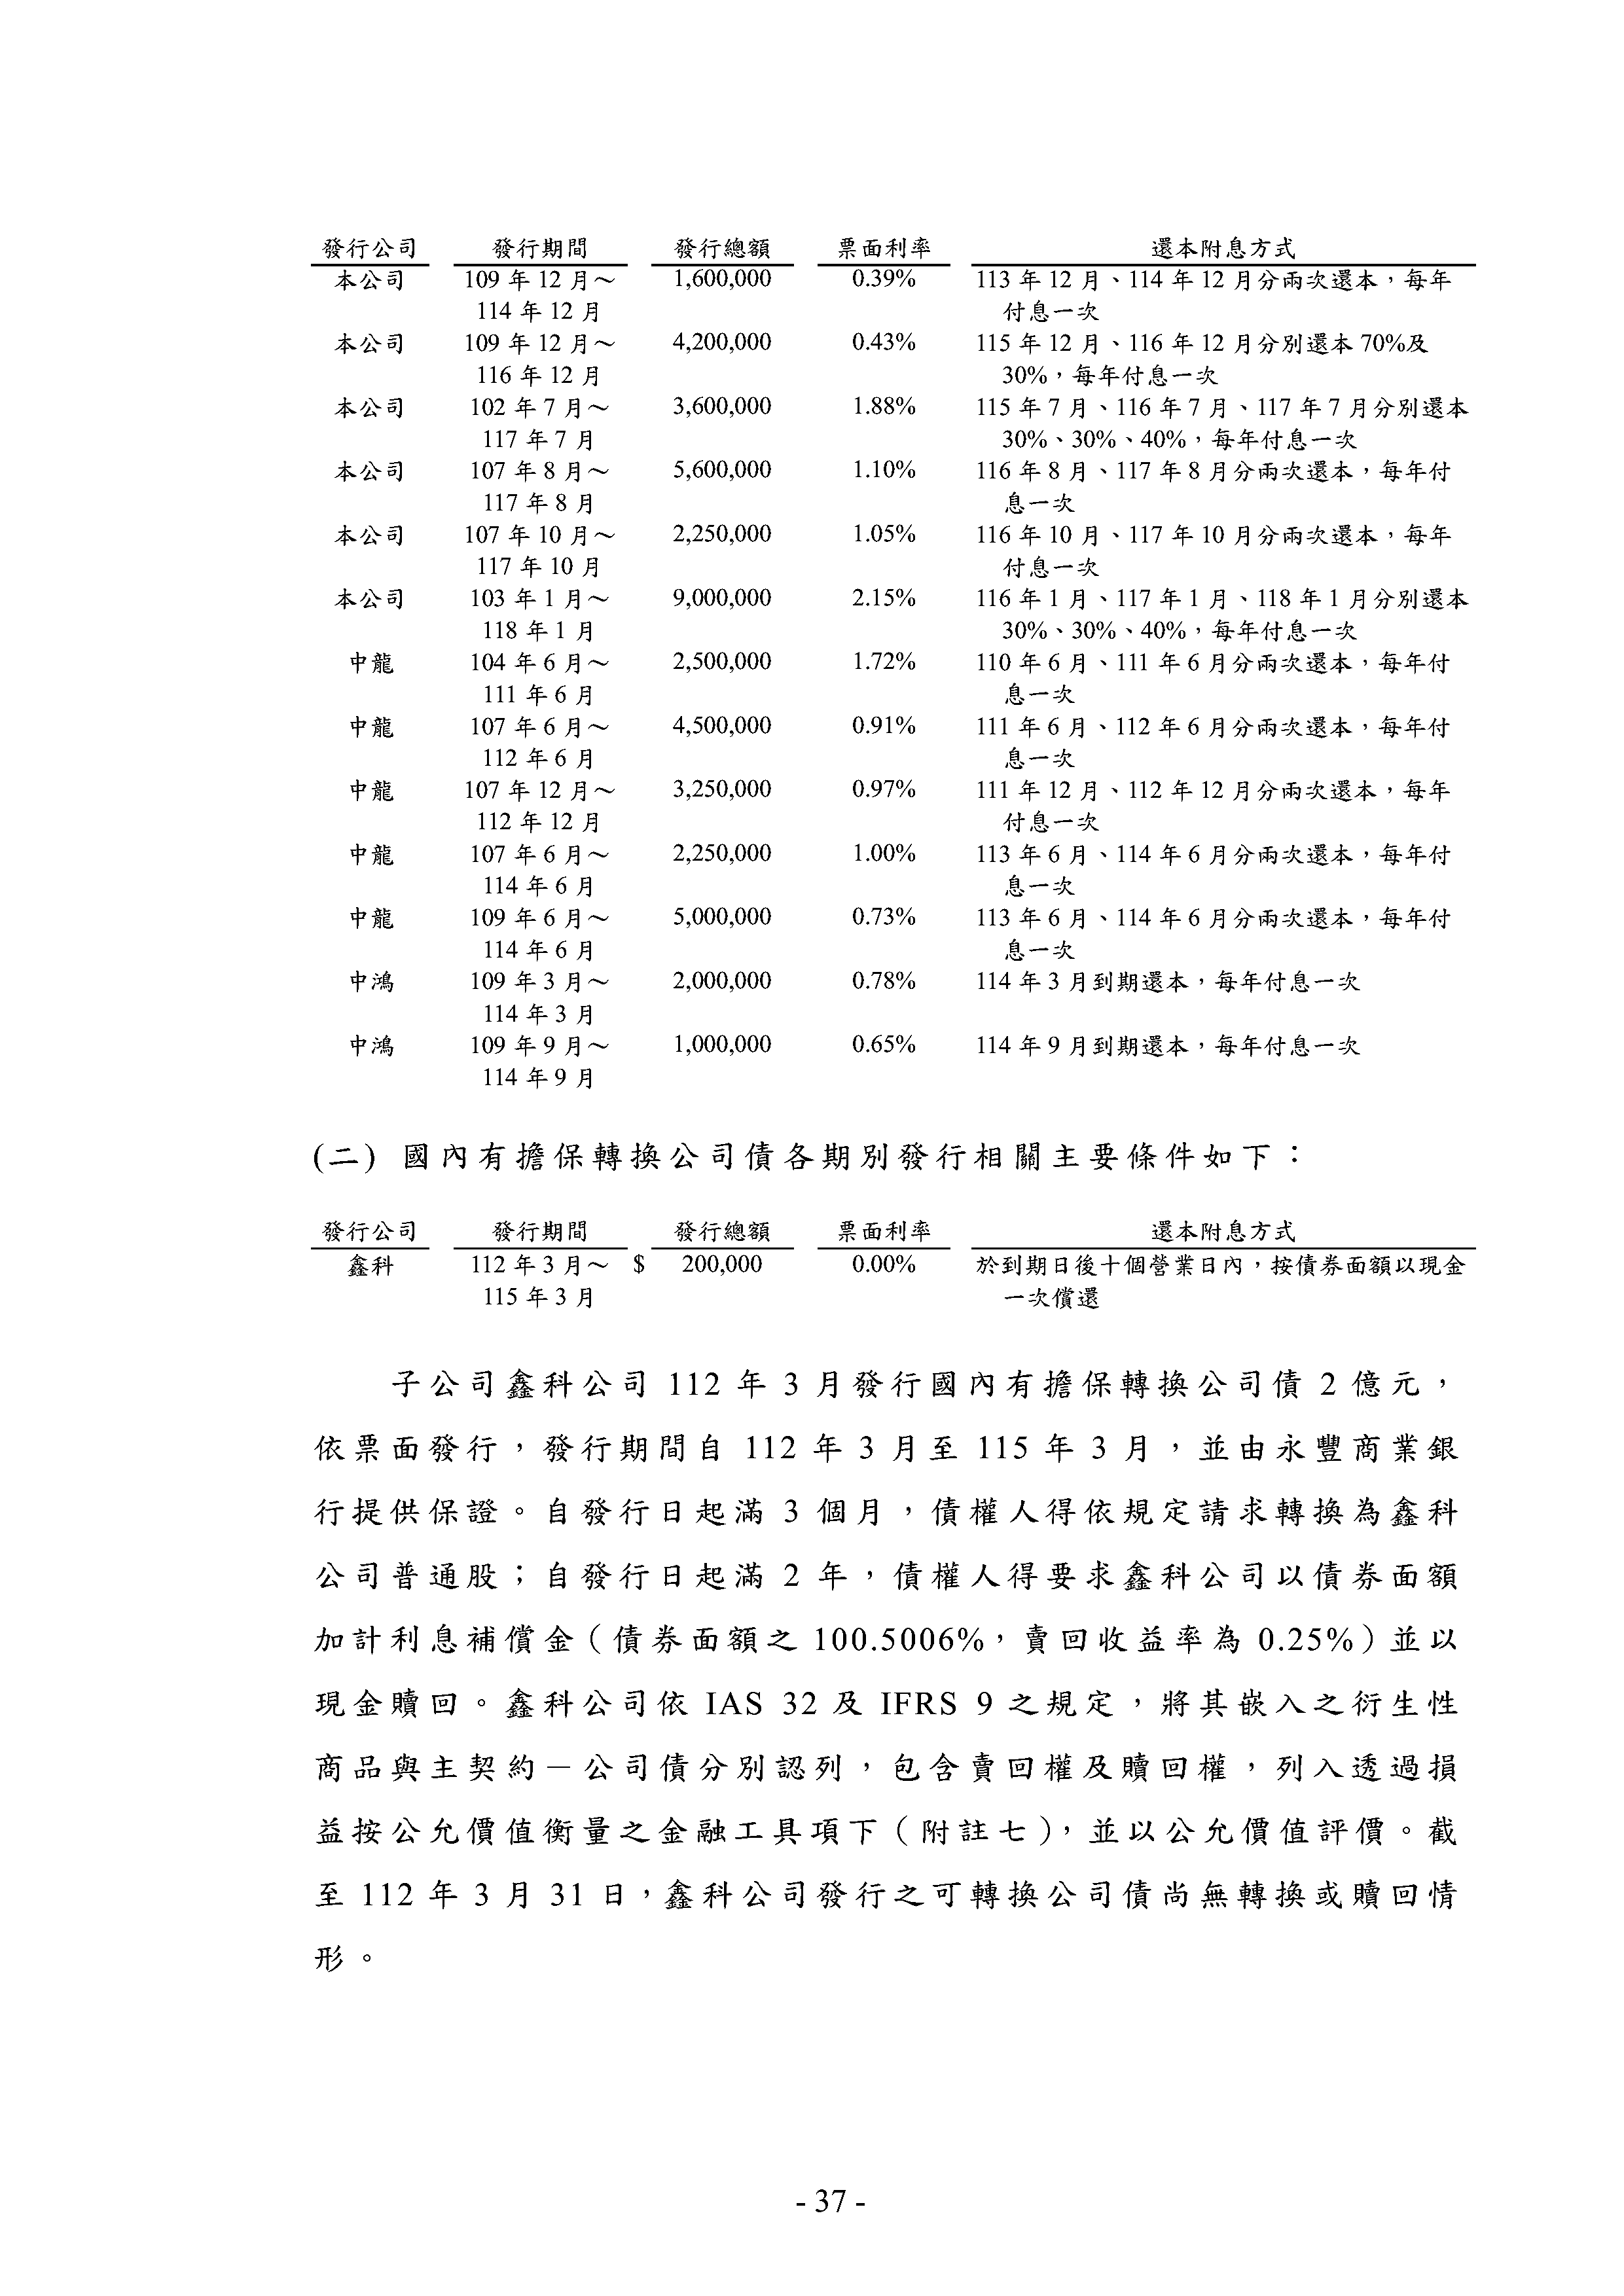 發行公司 發行期間 發行總額 票面利率 還本附息方式
本公司 109 年 12 月～ 1,600,000 0.39% 113 年 12 月、114 年 12 月分兩次還本，每年
114 年 12 月 付息一次
本公司 109 年 12 月～ 4,200,000 0.43% 115 年 12 月、116 年 12 月分別還本 70%及
116 年 12 月 30%，每年付息一次
本公司 102 年 7 月～ 3,600,000 1.88% 115 年 7 月、116 年 7 月、117 年 7 月分別還本
117 年 7 月 30%、30%、40%，每年付息一次
本公司 107 年 8 月～ 5,600,000 1.10% 116 年 8 月、117 年 8 月分兩次還本，每年付
117 年 8 月 息一次
本公司 107 年 10 月～ 2,250,000 1.05% 116 年 10 月、117 年 10 月分兩次還本，每年
117 年 10 月 付息一次
本公司 103 年 1 月～ 9,000,000 2.15% 116 年 1 月、117 年 1 月、118 年 1 月分別還本
118 年 1 月 30%、30%、40%，每年付息一次
中龍 104 年 6 月～ 2,500,000 1.72% 110 年 6 月、111 年 6 月分兩次還本，每年付
111 年 6 月 息一次
中龍 107 年 6 月～ 4,500,000 0.91% 111 年 6 月、112 年 6 月分兩次還本，每年付
112 年 6 月 息一次
中龍 107 年 12 月～ 3,250,000 0.97% 111 年 12 月、112 年 12 月分兩次還本，每年
112 年 12 月 付息一次
中龍 107 年 6 月～ 2,250,000 1.00% 113 年 6 月、114 年 6 月分兩次還本，每年付
114 年 6 月 息一次
中龍 109 年 6 月～ 5,000,000 0.73% 113 年 6 月、114 年 6 月分兩次還本，每年付
114 年 6 月 息一次
中鴻 109 年 3 月～ 2,000,000 0.78% 114 年 3 月到期還本，每年付息一次
114 年 3 月
中鴻 109 年 9 月～ 1,000,000 0.65% 114 年 9 月到期還本，每年付息一次
114 年 9 月
(二) 國內有擔保轉換公司債各期別發行相關主要條件如下：
發行公司 發行期間 發行總額 票面利率 還本附息方式
鑫科 112 年 3 月～ $ 200,000 0.00% 於到期日後十個營業日內，按債券面額以現金
115 年 3 月 一次償還
子公司鑫科公司 112 年 3 月發行國內有擔保轉換公司債 2 億元，
依票面發行，發行期間自 112 年 3 月至 115 年 3 月，並由永豐商業銀
行提供保證。自發行日起滿 3 個月，債權人得依規定請求轉換為鑫科
公司普通股；自發行日起滿 2 年，債權人得要求鑫科公司以債券面額
加計利息補償金（債券面額之 100.5006%，賣回收益率為 0.25%）並以
現金贖回。鑫科公司依 IAS 32 及 IFRS 9 之規定，將其嵌入之衍生性
商品與主契約－公司債分別認列，包含賣回權及贖回權，列入透過損
益按公允價值衡量之金融工具項下（附註七），並以公允價值評價。截
至 112 年 3 月 31 日，鑫科公司發行之可轉換公司債尚無轉換或贖回情
形。
- 37 -